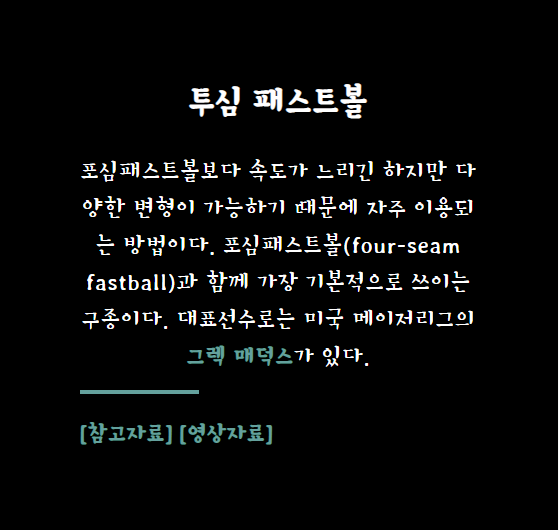 투심 패스트볼
포심패스트볼보다 속도가 느리긴 하지만 다
양한 변형이 가능하기 때문에 자주 이용되
는 방법이다. 포심패스트볼(four-seam
fastball)과 함께 가장 기본적으로 쓰이는
구종이다. 대표선수로는 미국 메이저리그의
그렉 매덕스가 있다.
[참고자료] [영상자료]